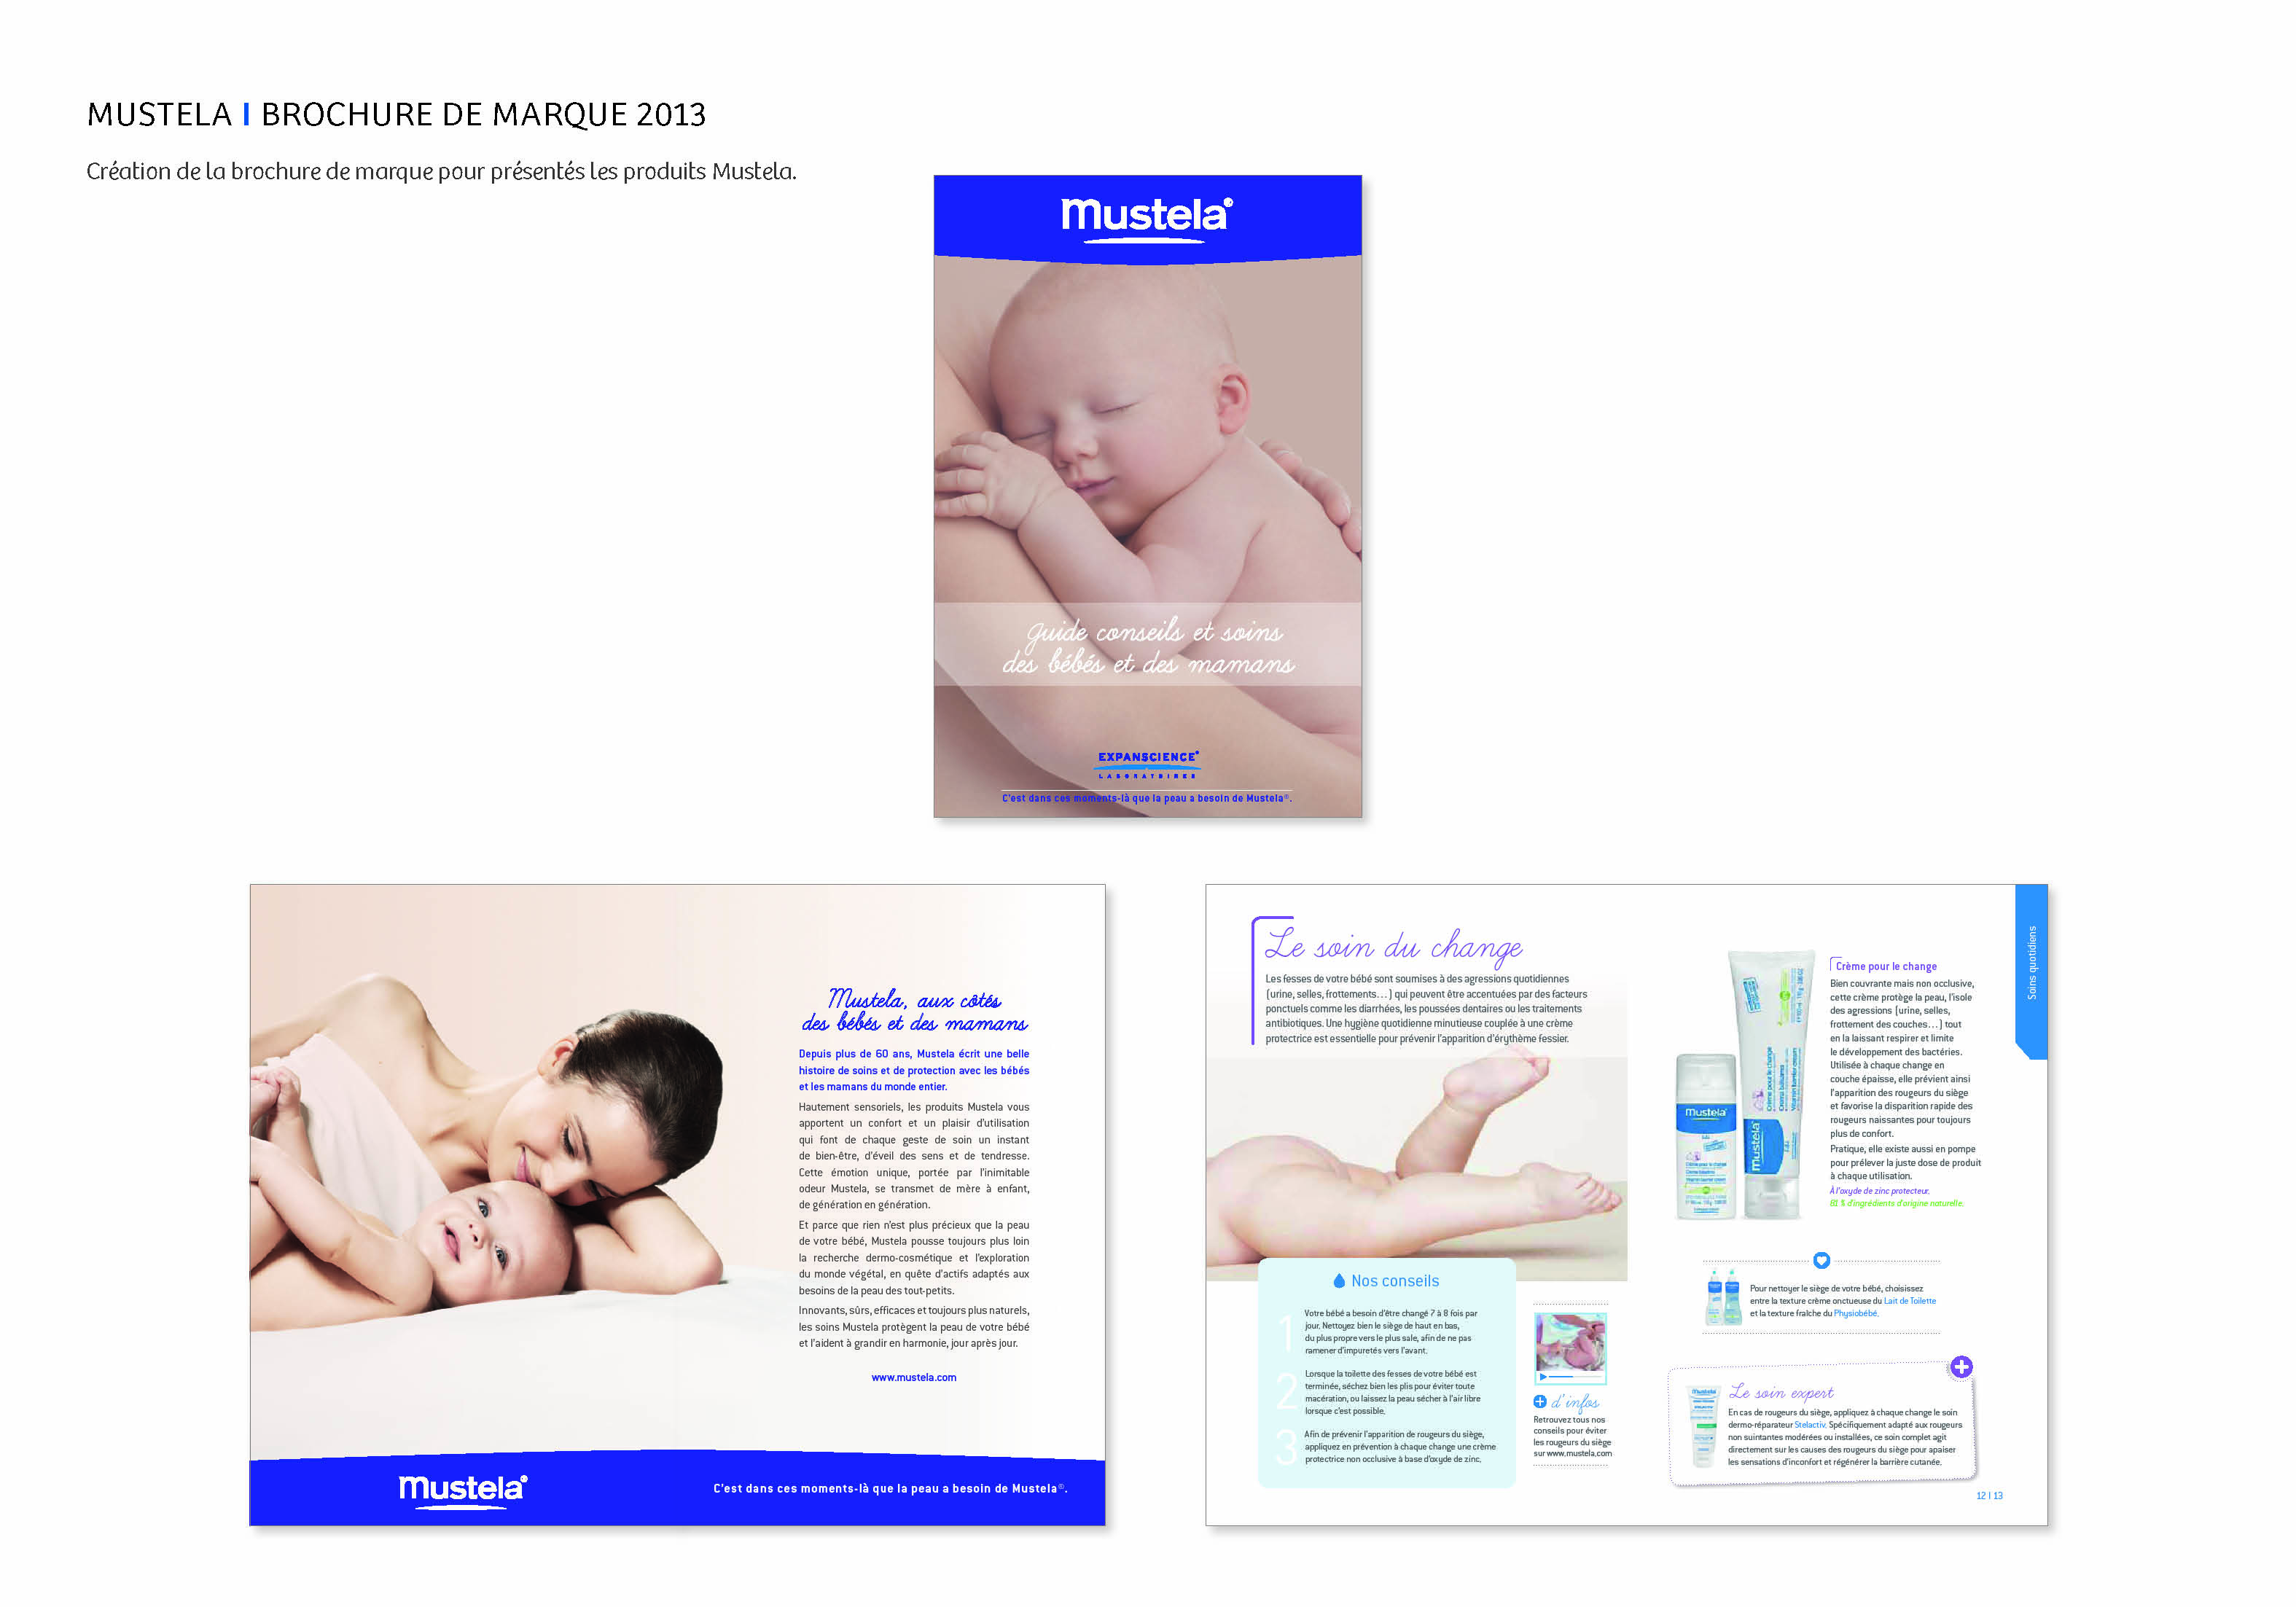 MUSTELA I BROCHURE DE MARQUE 2013
Création de la brochure de marque pour présentés les produits Mustela.
mustela®
Guide conseils et soins
des bébés et des mamans
EXPANSCIENCE®
LABORATOIRES
C'est dans ces moments-là que la peau a besoin de Mustela®.
Mustela, aux côtés
des bébés et des mamans
Depuis plus de 60 ans, Mustela écrit une belle
histoire de soins et de protection avec les bébés
et les mamans du monde entier.
Hautement sensoriels, les produits Mustela vous
apportent un confort et un plaisir d'utilisation
qui font de chaque geste de soin un instant
de bien-être, d'éveil des sens et de tendresse.
Cette émotion unique, portée par l'inimitable
odeur Mustela, se transmet de mère à enfant,
de génération en génération.
Et parce que rien n'est plus précieux que la peau
de votre bébé, Mustela pousse toujours plus loin
la recherche dermo-cosmétique et l'exploration
du monde végétal, en quête d'actifs adaptés aux
besoins de la peau des tout-petits.
Innovants, sûrs, efficaces et toujours plus naturels,
les soins Mustela protègent la peau de votre bébé
et l'aident à grandir en harmonie, jour après jour.
www.mustela.com
mustela®
C'est dans ces moments-là que la peau a besoin de Mustela®.
Le soin du change
Les fesses de votre bébé sont soumises à des agressions quotidiennes
(urine, selles, frottements...) qui peuvent être accentuées par des facteurs
ponctuels comme les diarrhées, les poussées dentaires ou les traitements
antibiotiques. Une hygiène quotidienne minutieuse couplée à une crème
protectrice est essentielle pour prévenir l'apparition d'érythème fessier.
Nos conseils
1
Votre bébé a besoin d'être changé 7 à 8 fois par
jour. Nettoyez bien le siège de haut en bas,
du plus propre vers le plus sale, afin de ne pas
ramener d'impuretés vers l'avant.
2
Lorsque la toilette des fesses de votre bébé est
terminée, séchez bien les plis pour éviter toute
macération, ou laissez la peau sécher à l'air libre
lorsque c'est possible.
3
Afin de prévenir l'apparition de rougeurs du siège,
appliquez en prévention à chaque change une crème
protectrice non occlusive à base d'oxyde de zinc.
+ d'infos
Retrouvez tous nos
conseils pour éviter
les rougeurs du siège
sur www.mustela.com
Soins quotidiens
mustela
Crème pour le change
mustela
Crème pour le change
Crème pour le change
Bien couvrante mais non occlusive,
cette crème protège la peau, l'isole
des agressions (urine, selles,
frottement des couches...) tout
en la laissant respirer et limite
le développement des bactéries.
Utilisée à chaque change en
couche épaisse, elle prévient ainsi
l'apparition des rougeurs du siège
et favorise la disparition rapide des
rougeurs naissantes pour toujours
plus de confort.
Pratique, elle existe aussi en pompe
pour prélever la juste dose de produit
à chaque utilisation.
À l'oxyde de zinc protecteur.
% d'ingrédients d'origine naturelle.
Pour nettoyer le siège de votre bébé, choisissez
entre la texture crème onctueuse du Lait de Toilette
et la texture fraîche du Physiobébé.
mustela
Le soin expert
En cas de rougeurs du siège, appliquez à chaque change le soin
dermo-réparateur Stelactiv. Spécifiquement adapté aux rougeurs
non suintantes modérées ou installées, ce soin complet agit
directement sur les causes des rougeurs du siège pour apaiser
les sensations d'inconfort et régénérer la barrière cutanée.
12 I 13